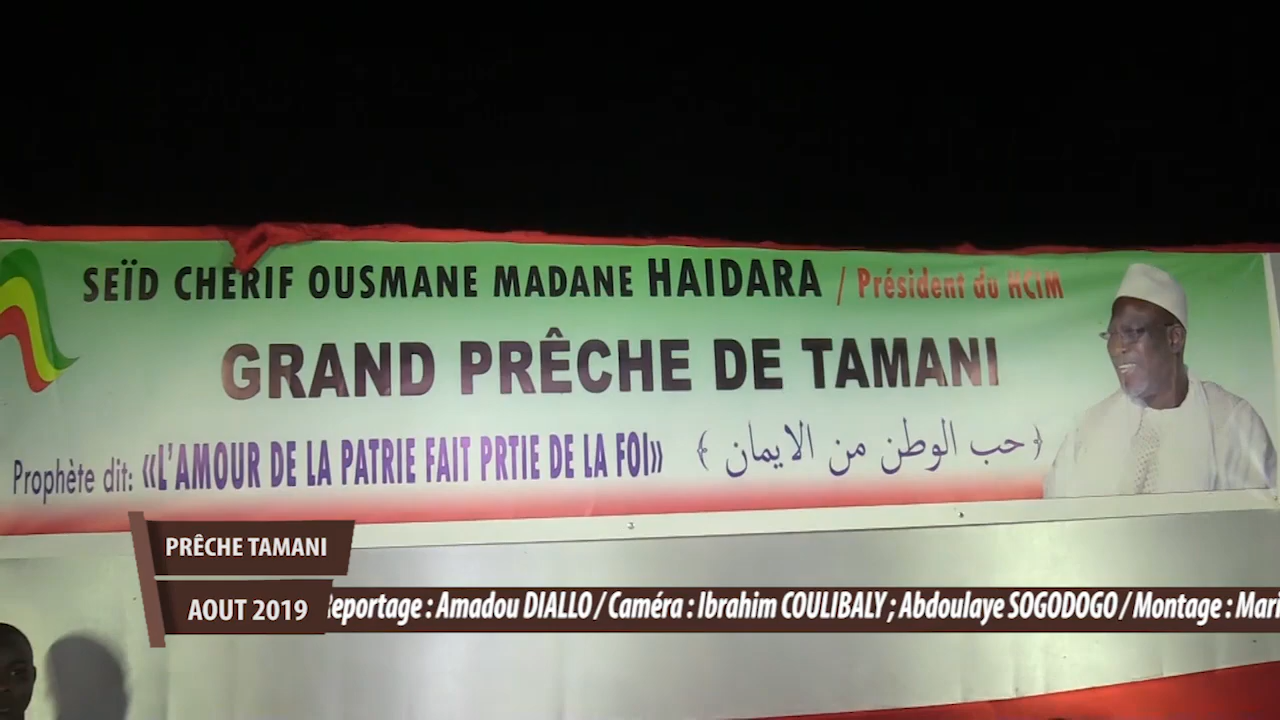 SEÏD CHERIF OUSMANE MADANE HAIDARA / Président du HCIM
GRAND PRÊCHE DE TAMANI
Prophète dit: «L'AMOUR DE LA PATRIE FAIT PRTIE DE LA FOI» ﴿حب الوطن من الايمان﴾
PRÊCHE TAMANI
AOUT 2019
Reportage : Amadou DIALLO / Caméra : Ibrahim COULIBALY ; Abdoulaye SOGODOGO / Montage :